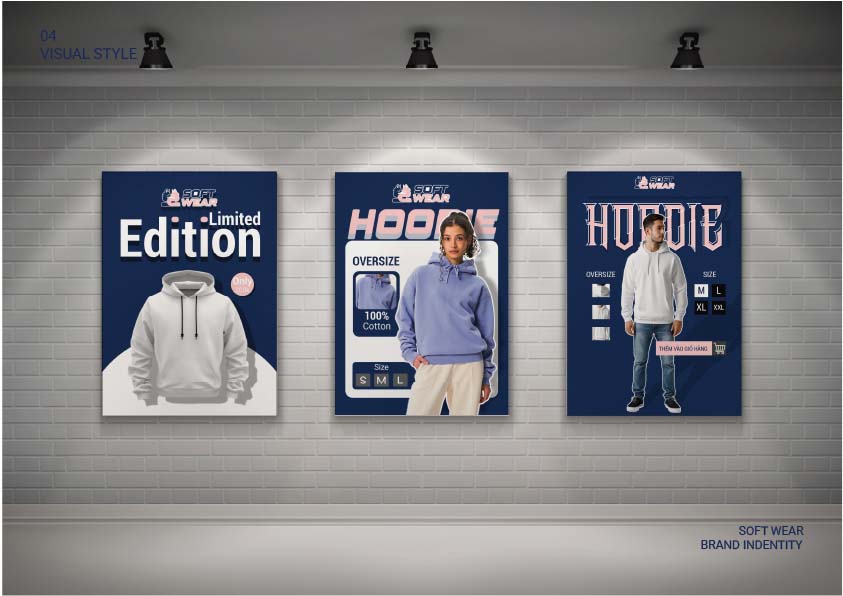 04
VISUAL STYLE
SOFT
WEAR
Limited
Edition
Only
SOFT
WEAR
HOODIE
OVERSIZE
100%
Cotton
Size
S M L
SOFT
WEAR
HOODIE
OVERSIZE
SIZE
M L
XL XXL
THÊM VÀO GIỎ HÀNG
SOFT WEAR
BRAND INDENTITY